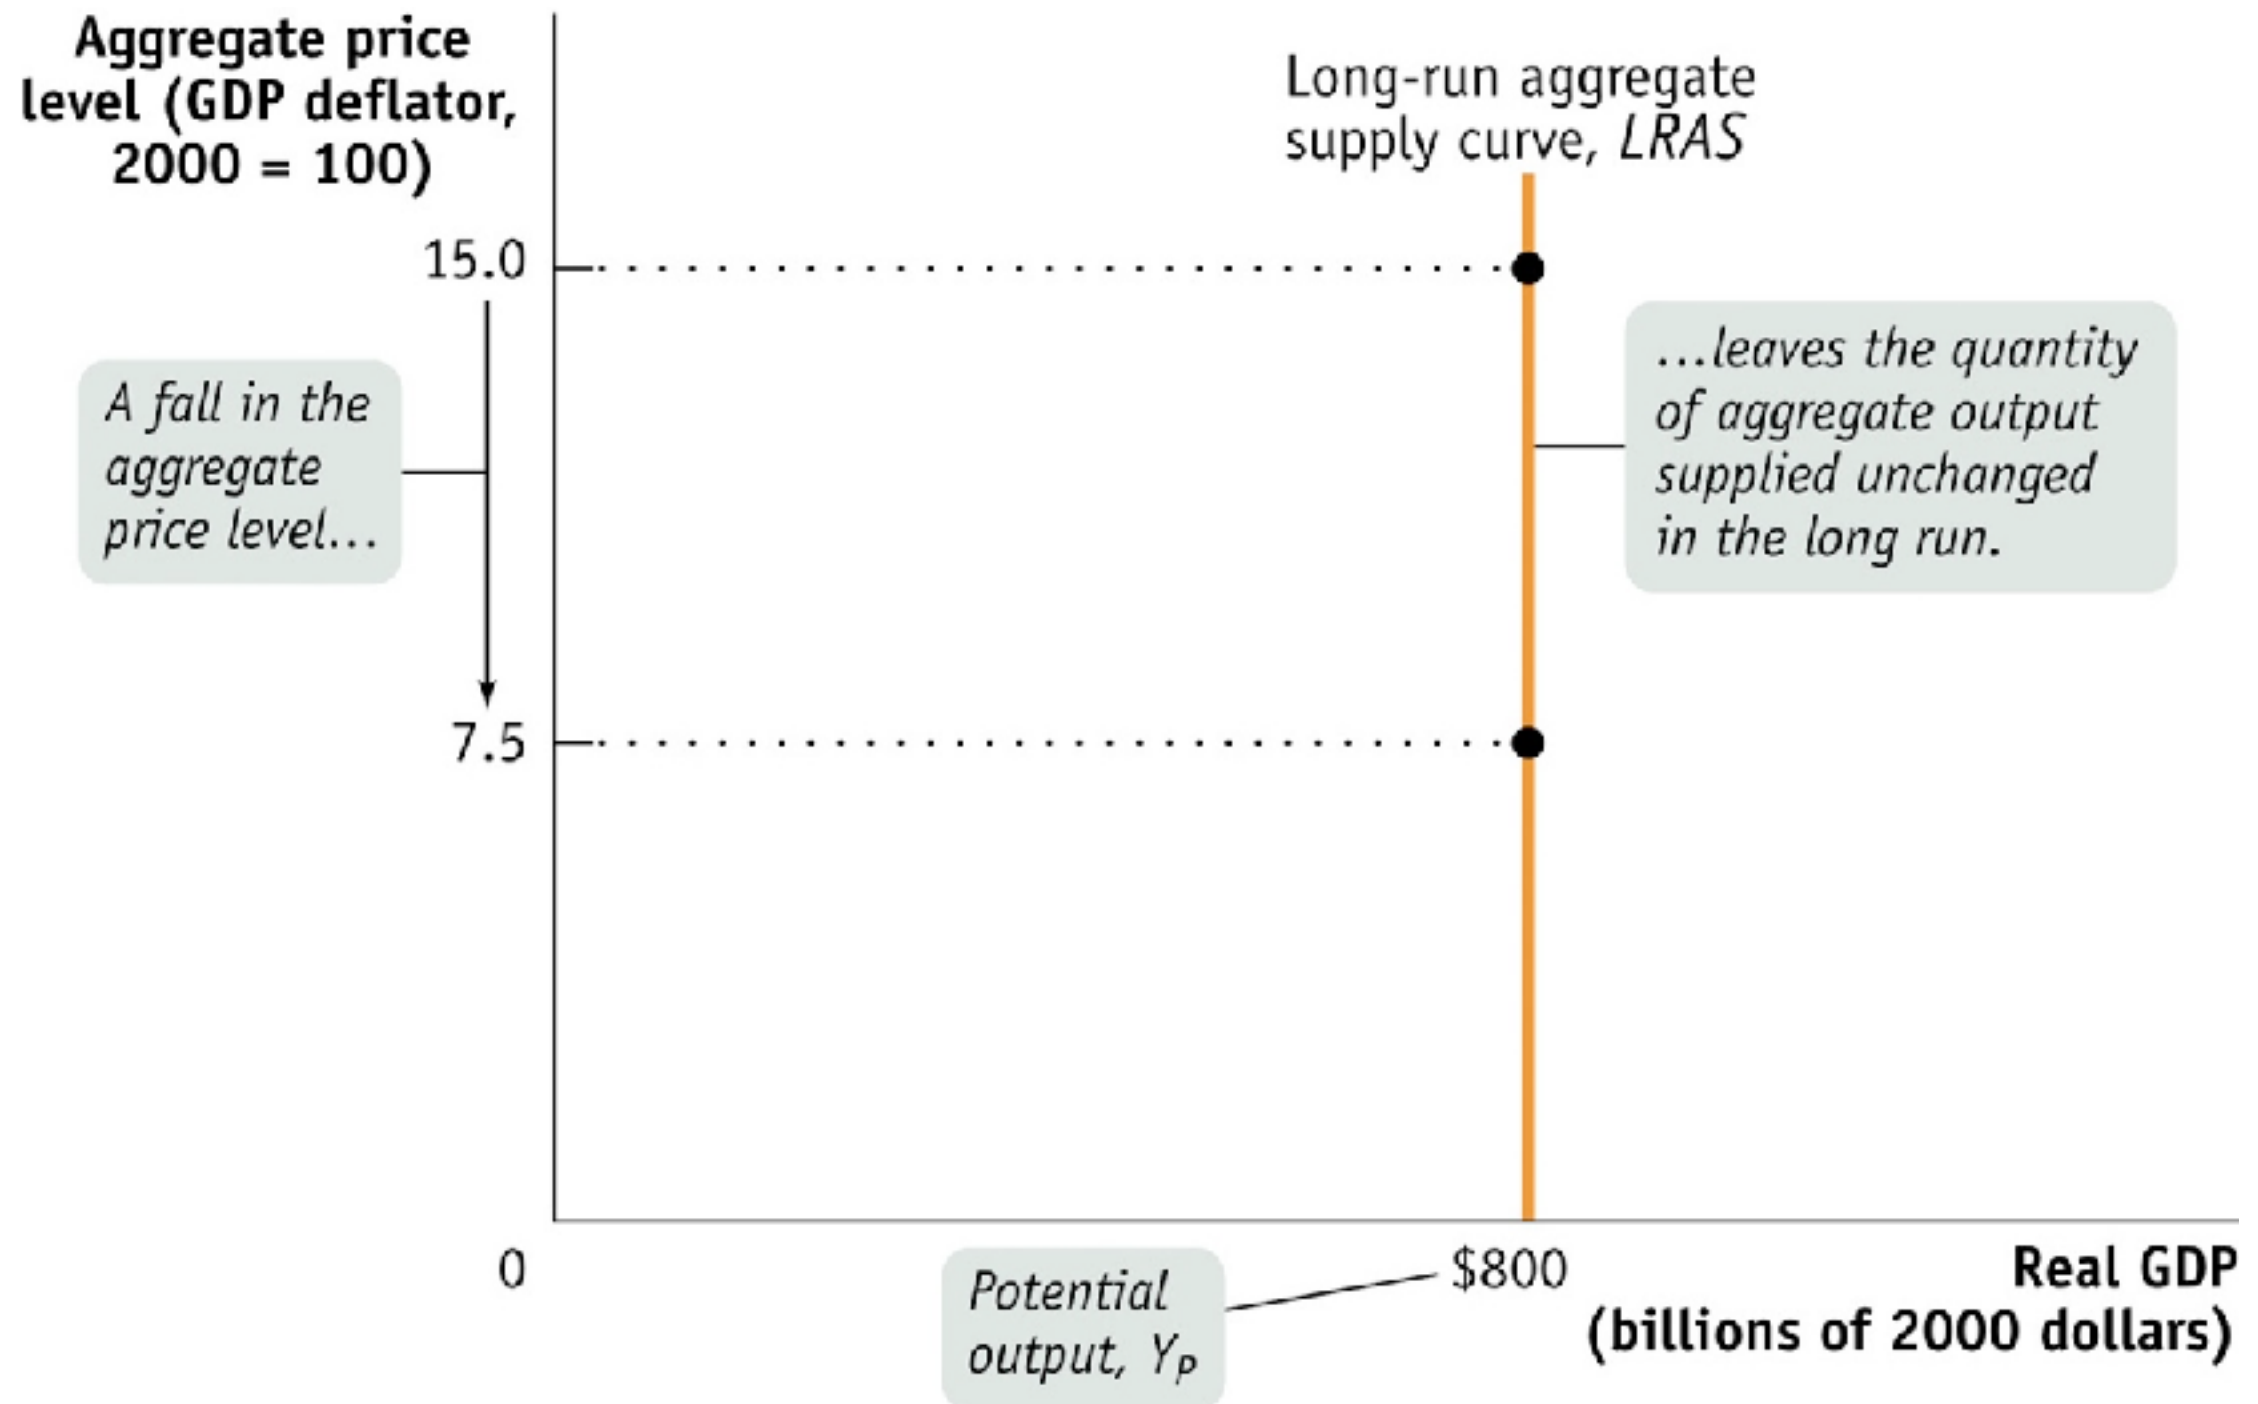 Aggregate price
level (GDP deflator,
2000 = 100)
Long-run aggregate
supply curve, LRAS
15.0
A fall in the
aggregate
price level...
...leaves the quantity
of aggregate output
supplied unchanged
in the long run.
7.5
0
Potential
output, YP
$800
Real GDP
(billions of 2000 dollars)